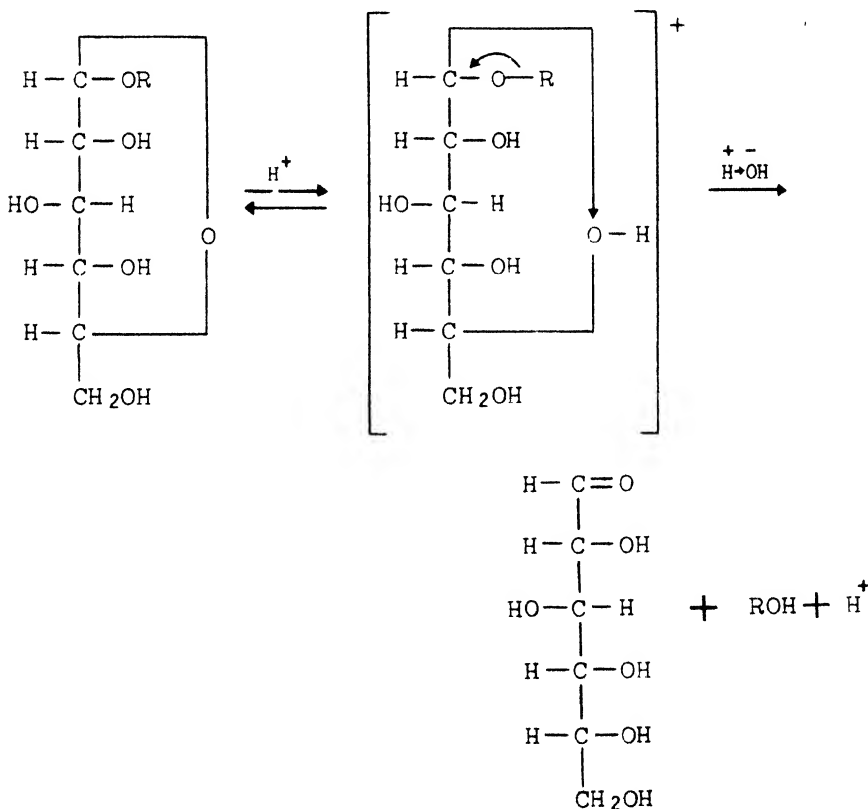 H–C–OR
H–C–OH
HO–C–H
O
H–C–OH
H–C
CH₂OH
H⁺
+
H–C–O–R
H–C–OH
HO–C–H
O–H
H–C–OH
H–C
CH₂OH
+ -
H→OH
H–C=O
H–C–OH
HO–C–H + ROH + H⁺
H–C–OH
H–C–OH
CH₂OH